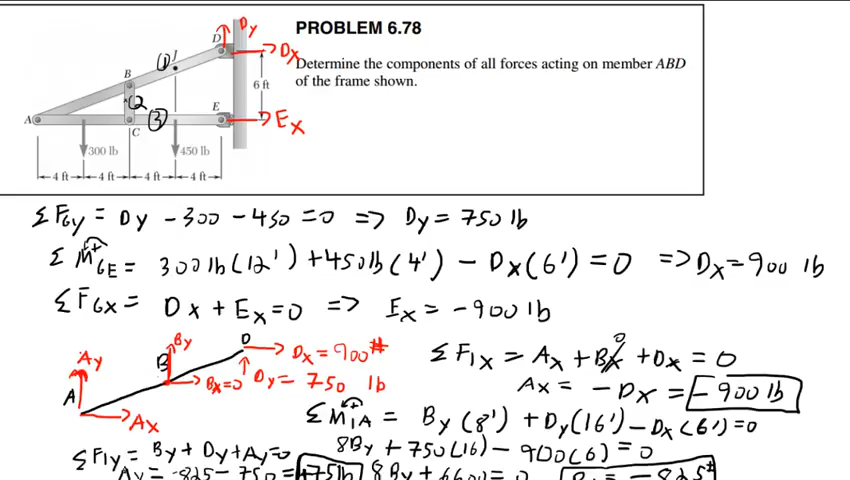 PROBLEM 6.78
Determine the components of all forces acting on member ABD
of the frame shown.
Dy
D
Dx
J
①
B
②
6 ft
A
③
E
Ex
C
300 lb
450 lb
4 ft 4 ft 4 ft 4 ft
ΣFGy = Dy - 300 - 450 = 0 => Dy = 750 lb
ΣMGE = 300 lb (12') + 450 lb (4') - Dx (6') = 0 => Dx = 900 lb
+
ΣFGx = Dx + Ex = 0 => Ex = -900 lb
Ay
A
Ax
By
B
Bx=0
D
Dx = 900#
Dy = 750 lb
ΣF1x = Ax + Bx + Dx = 0
0
Ax = -Dx = -900 lb
ΣM1A = By (8') + Dy (16') - Dx (6') = 0
+
8By + 750(16) - 900(6) = 0
ΣF1y = By + Dy + Ay = 0
8By + 6600 = 0
= -825#